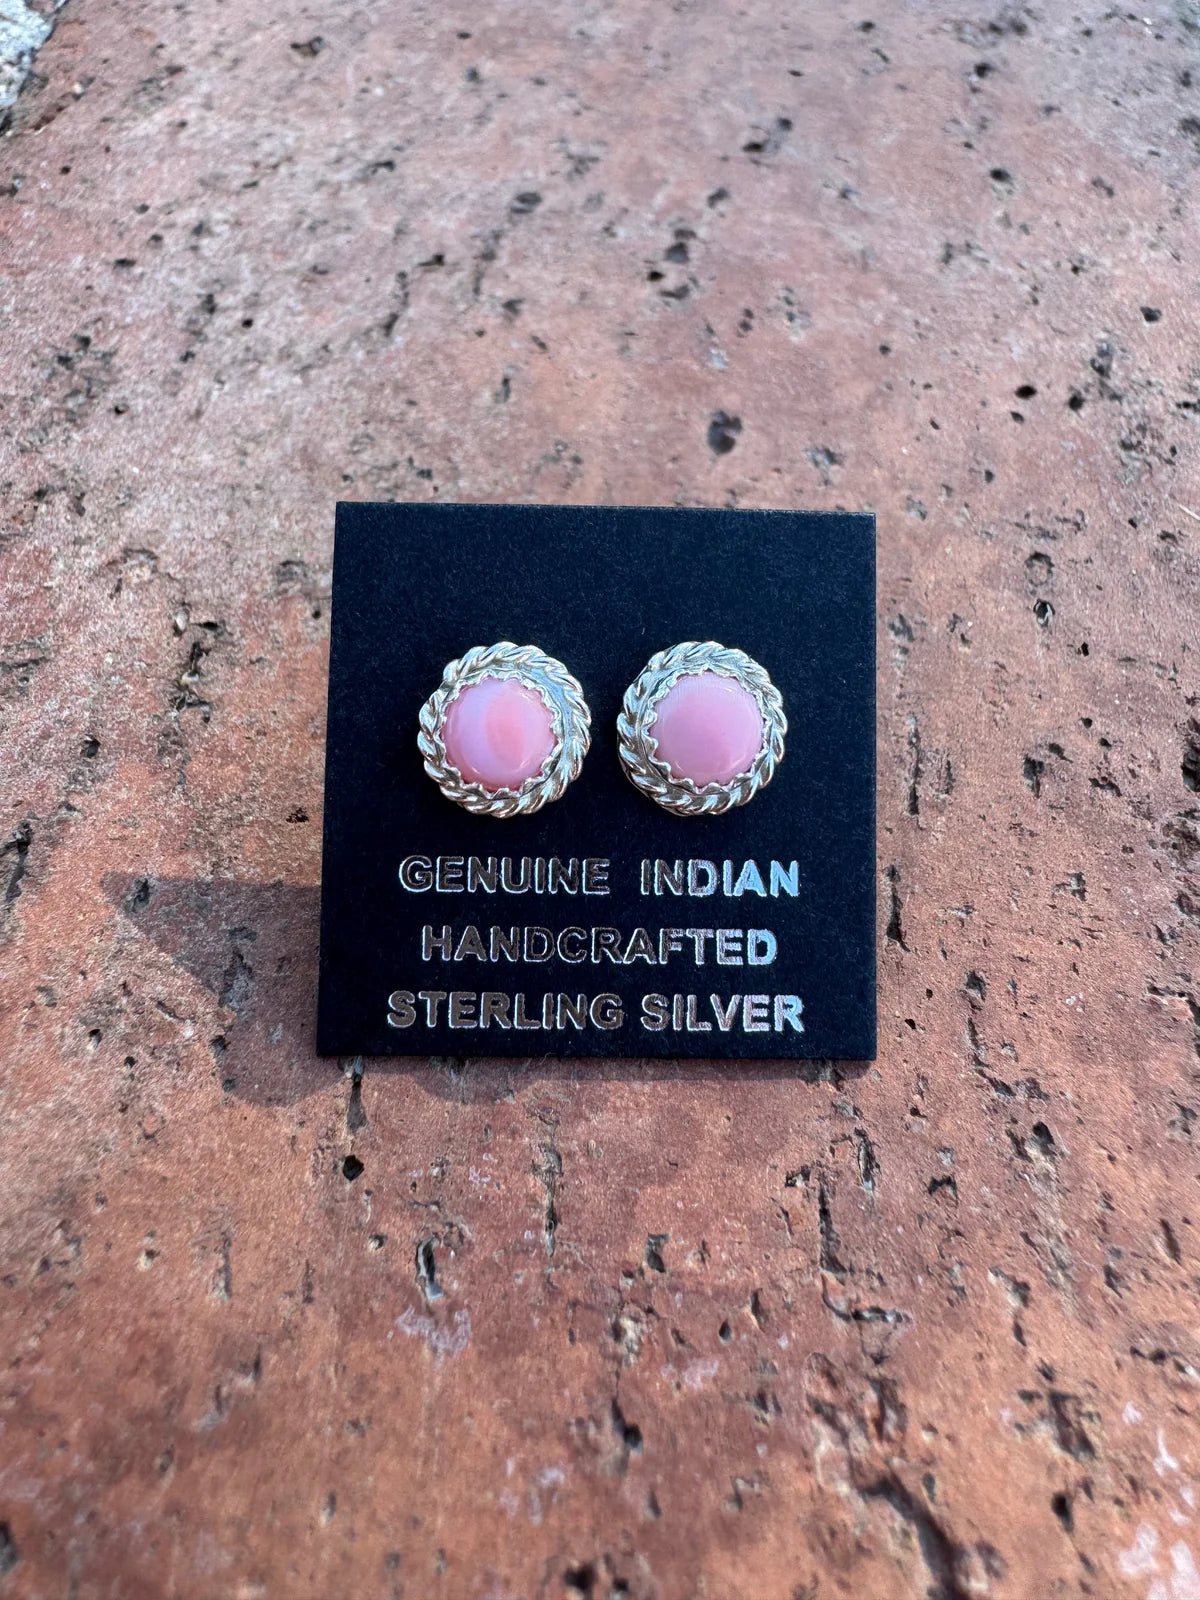 GENUINE INDIAN
HANDCRAFTED
STERLING SILVER